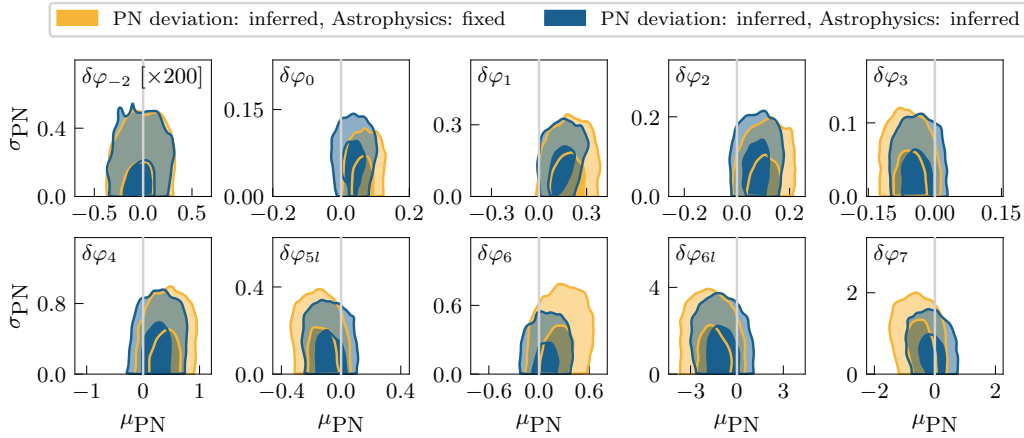 PN deviation: inferred, Astrophysics: fixed PN deviation: inferred, Astrophysics: inferred
δφ₋₂ [×200] δφ₀ δφ₁ δφ₂ δφ₃
σPN 0.4 0.0 0.15 0.00 0.3 0.0 0.2 0.0 0.1 0.0
−0.5 0.0 0.5 −0.2 0.0 0.2 −0.3 0.0 0.3 −0.2 0.0 0.2 −0.15 0.00 0.15
δφ₄ δφ₅ₗ δφ₆ δφ₆ₗ δφ₇
σPN 0.8 0.0 0.4 0.0 0.6 0.0 4 0 2 0
−1 0 1 −0.4 0.0 0.4 −0.6 0.0 0.6 −3 0 3 −2 0 2
μPN μPN μPN μPN μPN